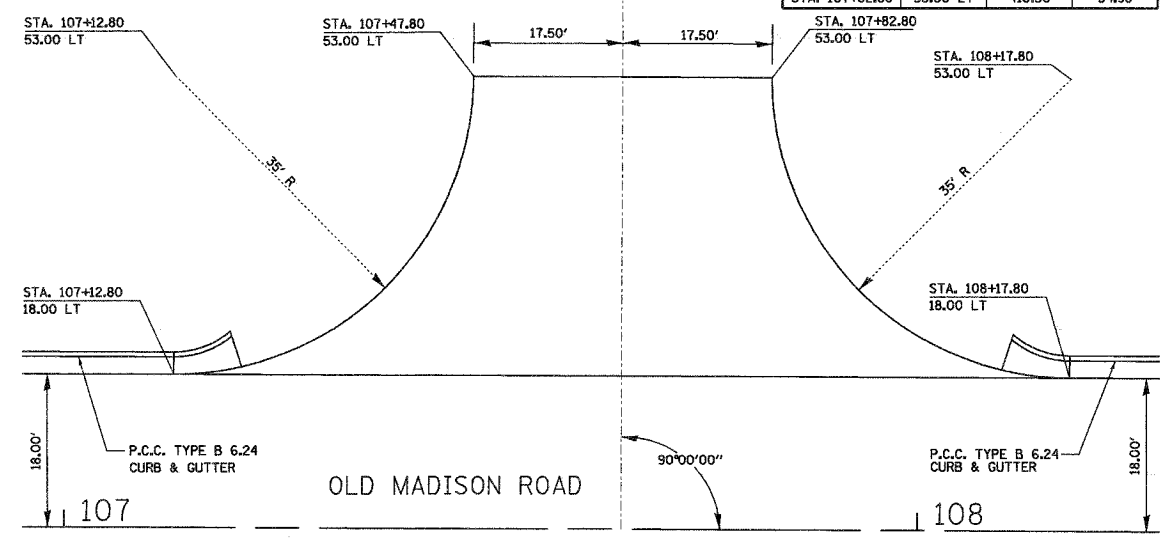 STA. 107+12.80
53.00 LT
STA. 107+47.80
53.00 LT
17.50'
17.50'
STA. 107+82.80
53.00 LT
STA. 108+17.80
53.00 LT
35' R
35' R
STA. 107+12.80
18.00 LT
STA. 108+17.80
18.00 LT
18.00'
P.C.C. TYPE B 6.24
CURB & GUTTER
90°00'00"
P.C.C. TYPE B 6.24
CURB & GUTTER
18.00'
OLD MADISON ROAD
107
108